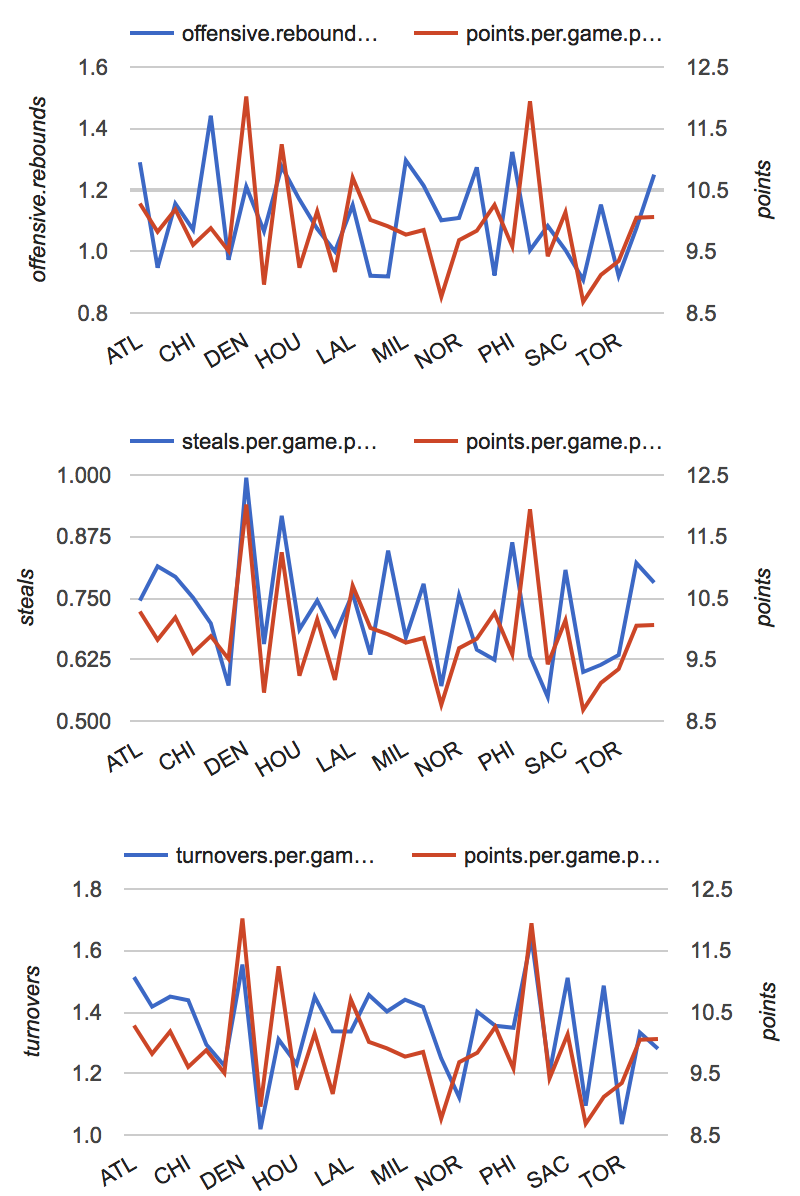 offensive.rebound… points.per.game.p…
1.6 12.5
1.4 11.5
1.2 10.5
1.0 9.5
0.8 8.5
offensive.rebounds
points
ATL CHI DEN HOU LAL MIL NOR PHI SAC TOR
steals.per.game.p… points.per.game.p…
1.000 12.5
0.875 11.5
0.750 10.5
0.625 9.5
0.500 8.5
steals
points
ATL CHI DEN HOU LAL MIL NOR PHI SAC TOR
turnovers.per.gam… points.per.game.p…
1.8 12.5
1.6 11.5
1.4 10.5
1.2 9.5
1.0 8.5
turnovers
points
ATL CHI DEN HOU LAL MIL NOR PHI SAC TOR